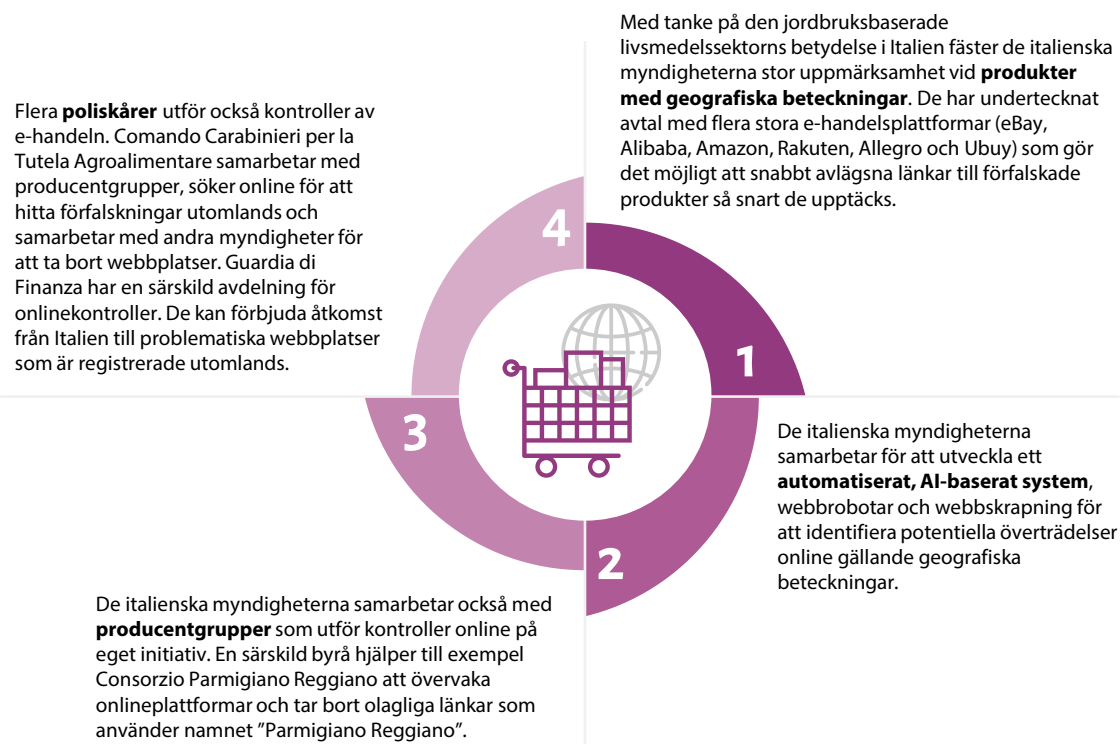 Med tanke på den jordbruksbaserade
livsmedelssektorns betydelse i Italien fäster de italienska
myndigheterna stor uppmärksamhet vid produkter
med geografiska beteckningar. De har undertecknat
avtal med flera stora e-handelsplattformar (eBay,
Alibaba, Amazon, Rakuten, Allegro och Ubuy) som gör
det möjligt att snabbt avlägsna länkar till förfalskade
produkter så snart de upptäcks.
1
De italienska myndigheterna
samarbetar för att utveckla ett
automatiserat, AI-baserat system,
webbrobotar och webbskrapning för
att identifiera potentiella överträdelser
online gällande geografiska
beteckningar.
2
De italienska myndigheterna samarbetar också med
producentgrupper som utför kontroller online på
eget initiativ. En särskild byrå hjälper till exempel
Consorzio Parmigiano Reggiano att övervaka
onlineplattformar och tar bort olagliga länkar som
använder namnet ”Parmigiano Reggiano”.
3
Flera poliskårer utför också kontroller av
e-handeln. Comando Carabinieri per la
Tutela Agroalimentare samarbetar med
producentgrupper, söker online för att
hitta förfalskningar utomlands och
samarbetar med andra myndigheter för
att ta bort webbplatser. Guardia di
Finanza har en särskild avdelning för
onlinekontroller. De kan förbjuda åtkomst
från Italien till problematiska webbplatser
som är registrerade utomlands.
4